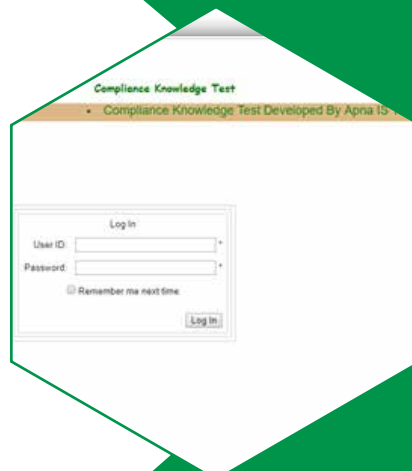 Compliance Knowledge Test
• Compliance Knowledge Test Developed By Apna IS
Log In
User ID: *
Password: *
Remember me next time.
Log In